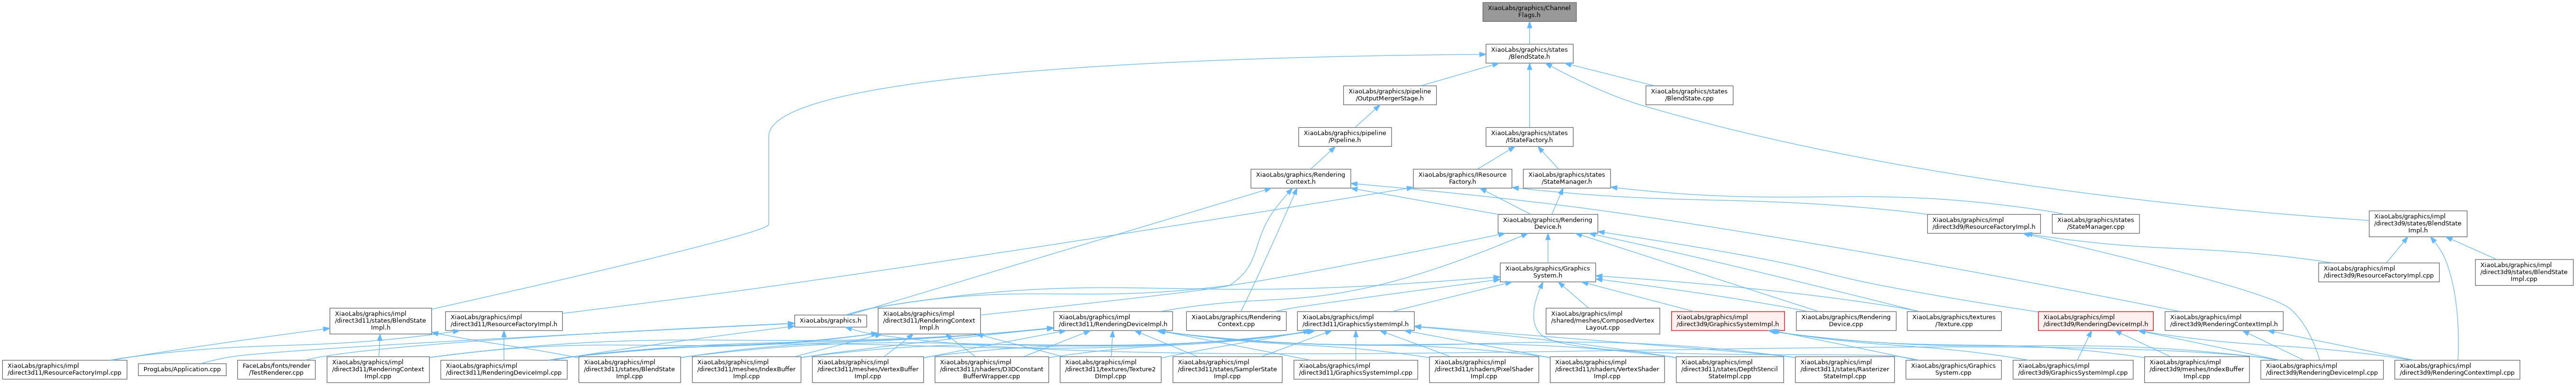 XiaoLabs/graphics/Channel
Flags.h
XiaoLabs/graphics/states
/BlendState.h
XiaoLabs/graphics/pipeline
/OutputMergerStage.h
XiaoLabs/graphics/states
/BlendState.cpp
XiaoLabs/graphics/pipeline
/Pipeline.h
XiaoLabs/graphics/states
/IStateFactory.h
XiaoLabs/graphics/Rendering
Context.h
XiaoLabs/graphics/IResource
Factory.h
XiaoLabs/graphics/states
/StateManager.h
XiaoLabs/graphics/Rendering
Device.h
XiaoLabs/graphics/impl
/direct3d9/ResourceFactoryImpl.h
XiaoLabs/graphics/states
/StateManager.cpp
XiaoLabs/graphics/impl
/direct3d9/states/BlendState
Impl.h
XiaoLabs/graphics/Graphics
System.h
XiaoLabs/graphics/impl
/direct3d9/ResourceFactoryImpl.cpp
XiaoLabs/graphics/impl
/direct3d9/states/BlendState
Impl.cpp
XiaoLabs/graphics/impl
/direct3d11/states/BlendState
Impl.h
XiaoLabs/graphics/impl
/direct3d11/ResourceFactoryImpl.h
XiaoLabs/graphics.h
XiaoLabs/graphics/impl
/direct3d11/RenderingContext
Impl.h
XiaoLabs/graphics/impl
/direct3d11/RenderingDeviceImpl.h
XiaoLabs/graphics/Rendering
Context.cpp
XiaoLabs/graphics/impl
/direct3d11/GraphicsSystemImpl.h
XiaoLabs/graphics/impl
/shared/meshes/ComposedVertex
Layout.cpp
XiaoLabs/graphics/impl
/direct3d9/GraphicsSystemImpl.h
XiaoLabs/graphics/Rendering
Device.cpp
XiaoLabs/graphics/textures
/Texture.cpp
XiaoLabs/graphics/impl
/direct3d9/RenderingDeviceImpl.h
XiaoLabs/graphics/impl
/direct3d9/RenderingContextImpl.h
XiaoLabs/graphics/impl
/direct3d11/ResourceFactoryImpl.cpp
ProgLabs/Application.cpp
FaceLabs/fonts/render
/TestRenderer.cpp
XiaoLabs/graphics/impl
/direct3d11/RenderingContext
Impl.cpp
XiaoLabs/graphics/impl
/direct3d11/RenderingDeviceImpl.cpp
XiaoLabs/graphics/impl
/direct3d11/states/BlendState
Impl.cpp
XiaoLabs/graphics/impl
/direct3d11/meshes/IndexBuffer
Impl.cpp
XiaoLabs/graphics/impl
/direct3d11/meshes/VertexBuffer
Impl.cpp
XiaoLabs/graphics/impl
/direct3d11/shaders/D3DConstant
BufferWrapper.cpp
XiaoLabs/graphics/impl
/direct3d11/textures/Texture2
DImpl.cpp
XiaoLabs/graphics/impl
/direct3d11/states/SamplerState
Impl.cpp
XiaoLabs/graphics/impl
/direct3d11/GraphicsSystemImpl.cpp
XiaoLabs/graphics/impl
/direct3d11/shaders/PixelShader
Impl.cpp
XiaoLabs/graphics/impl
/direct3d11/shaders/VertexShader
Impl.cpp
XiaoLabs/graphics/impl
/direct3d11/states/DepthStencil
StateImpl.cpp
XiaoLabs/graphics/impl
/direct3d11/states/Rasterizer
StateImpl.cpp
XiaoLabs/graphics/Graphics
System.cpp
XiaoLabs/graphics/impl
/direct3d9/GraphicsSystemImpl.cpp
XiaoLabs/graphics/impl
/direct3d9/meshes/IndexBuffer
Impl.cpp
XiaoLabs/graphics/impl
/direct3d9/RenderingDeviceImpl.cpp
XiaoLabs/graphics/impl
/direct3d9/RenderingContextImpl.cpp